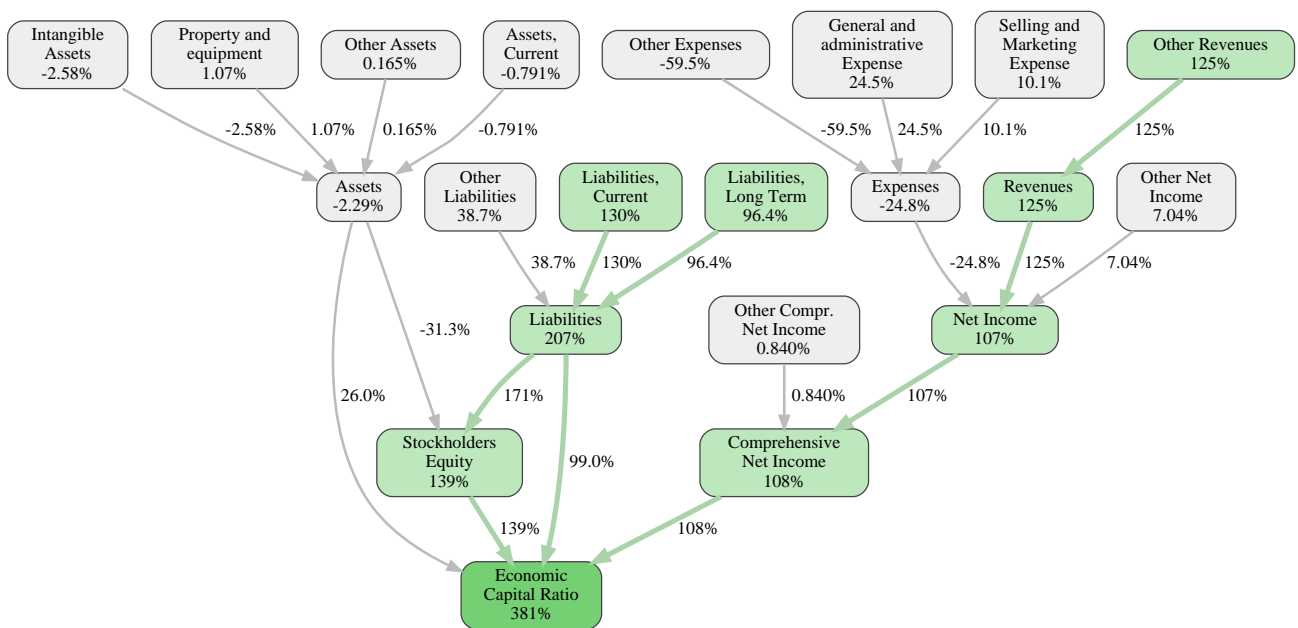 Intangible
Assets
-2.58%
Property and
equipment
1.07%
Other Assets
0.165%
Assets,
Current
-0.791%
Other Expenses
-59.5%
General and
administrative
Expense
24.5%
Selling and
Marketing
Expense
10.1%
Other Revenues
125%
-2.58%
1.07%
0.165%
-0.791%
-59.5%
24.5%
10.1%
125%
Assets
-2.29%
Other
Liabilities
38.7%
Liabilities,
Current
130%
Liabilities,
Long Term
96.4%
Expenses
-24.8%
Revenues
125%
Other Net
Income
7.04%
38.7%
130%
96.4%
-24.8%
125%
7.04%
-31.3%
Liabilities
207%
Other Compr.
Net Income
0.840%
Net Income
107%
26.0%
171%
0.840%
107%
Stockholders
Equity
139%
99.0%
Comprehensive
Net Income
108%
139%
108%
Economic
Capital Ratio
381%